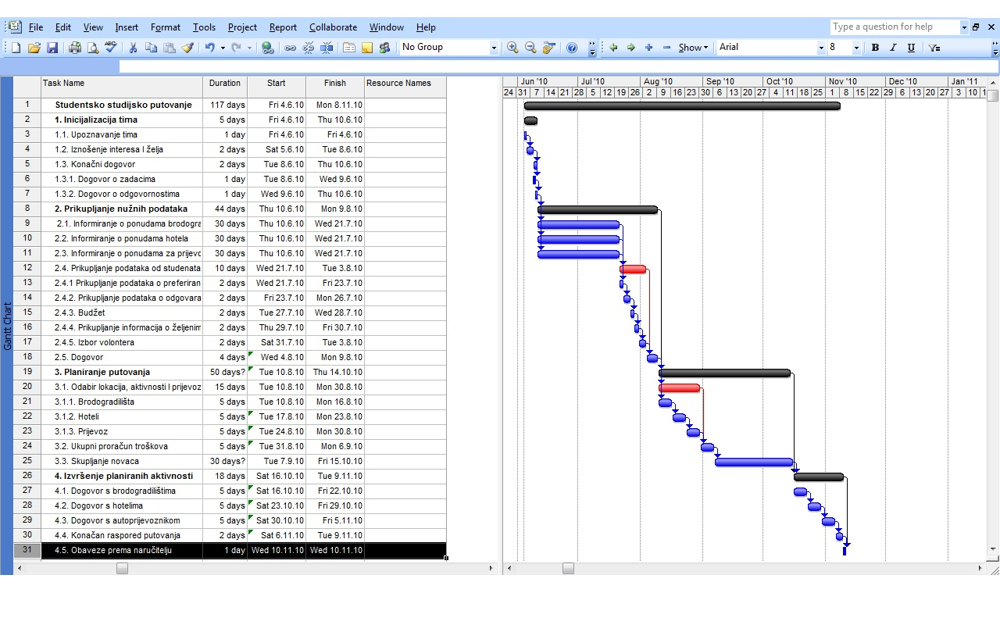 File Edit View Insert Format Tools Project Report Collaborate Window Help Type a question for help
No Group Show Arial 8 B I U
Task Name Duration Start Finish Resource Names
Jun '10 Jul '10 Aug '10 Sep '10 Oct '10 Nov '10 Dec '10 Jan '11
24 31 7 14 21 28 5 12 19 26 2 9 16 23 30 6 13 20 27 4 11 18 25 1 8 15 22 29 6 13 20 27 3 10 1
1 Studentsko studijsko putovanje 117 days Fri 4.6.10 Mon 8.11.10
2 1. Inicijalizacija tima 5 days Fri 4.6.10 Thu 10.6.10
3 1.1. Upoznavanje tima 1 day Fri 4.6.10 Fri 4.6.10
4 1.2. Iznošenje interesa I želja 2 days Sat 5.6.10 Tue 8.6.10
5 1.3. Konačni dogovor 2 days Tue 8.6.10 Thu 10.6.10
6 1.3.1. Dogovor o zadacima 1 day Tue 8.6.10 Wed 9.6.10
7 1.3.2. Dogovor o odgovornostima 1 day Wed 9.6.10 Thu 10.6.10
8 2. Prikupljanje nužnih podataka 44 days Thu 10.6.10 Mon 9.8.10
9 2.1. Informiranje o ponudama brodogra 30 days Thu 10.6.10 Wed 21.7.10
10 2.2. Informiranje o ponudama hotela 30 days Thu 10.6.10 Wed 21.7.10
11 2.3. Informiranje o ponudama za prijevo 30 days Thu 10.6.10 Wed 21.7.10
12 2.4. Prikupljanje podataka od studenata 10 days Wed 21.7.10 Tue 3.8.10
13 2.4.1 Prikupljanje podataka o preferiran 2 days Wed 21.7.10 Fri 23.7.10
14 2.4.2. Prikupljanje podataka o odgovara 2 days Fri 23.7.10 Mon 26.7.10
15 2.4.3. Budžet 2 days Tue 27.7.10 Wed 28.7.10
16 2.4.4. Prikupljanje informacija o željenim 2 days Thu 29.7.10 Fri 30.7.10
17 2.4.5. Izbor volontera 2 days Sat 31.7.10 Tue 3.8.10
18 2.5. Dogovor 4 days Wed 4.8.10 Mon 9.8.10
19 3. Planiranje putovanja 50 days? Tue 10.8.10 Thu 14.10.10
20 3.1. Odabir lokacija, aktivnosti I prijevoz 15 days Tue 10.8.10 Mon 30.8.10
21 3.1.1. Brodogradilišta 5 days Tue 10.8.10 Mon 16.8.10
22 3.1.2. Hoteli 5 days Tue 17.8.10 Mon 23.8.10
23 3.1.3. Prijevoz 5 days Tue 24.8.10 Mon 30.8.10
24 3.2. Ukupni proračun troškova 5 days Tue 31.8.10 Mon 6.9.10
25 3.3. Skupljanje novaca 30 days? Tue 7.9.10 Fri 15.10.10
26 4. Izvršenje planiranih aktivnosti 18 days Sat 16.10.10 Tue 9.11.10
27 4.1. Dogovor s brodogradilištima 5 days Sat 16.10.10 Fri 22.10.10
28 4.2. Dogovor s hotelima 5 days Sat 23.10.10 Fri 29.10.10
29 4.3. Dogovor s autoprijevoznikom 5 days Sat 30.10.10 Fri 5.11.10
30 4.4. Konačan raspored putovanja 2 days Sat 6.11.10 Tue 9.11.10
31 4.5. Obaveze prema naručitelju 1 day Wed 10.11.10 Wed 10.11.10
Gantt Chart